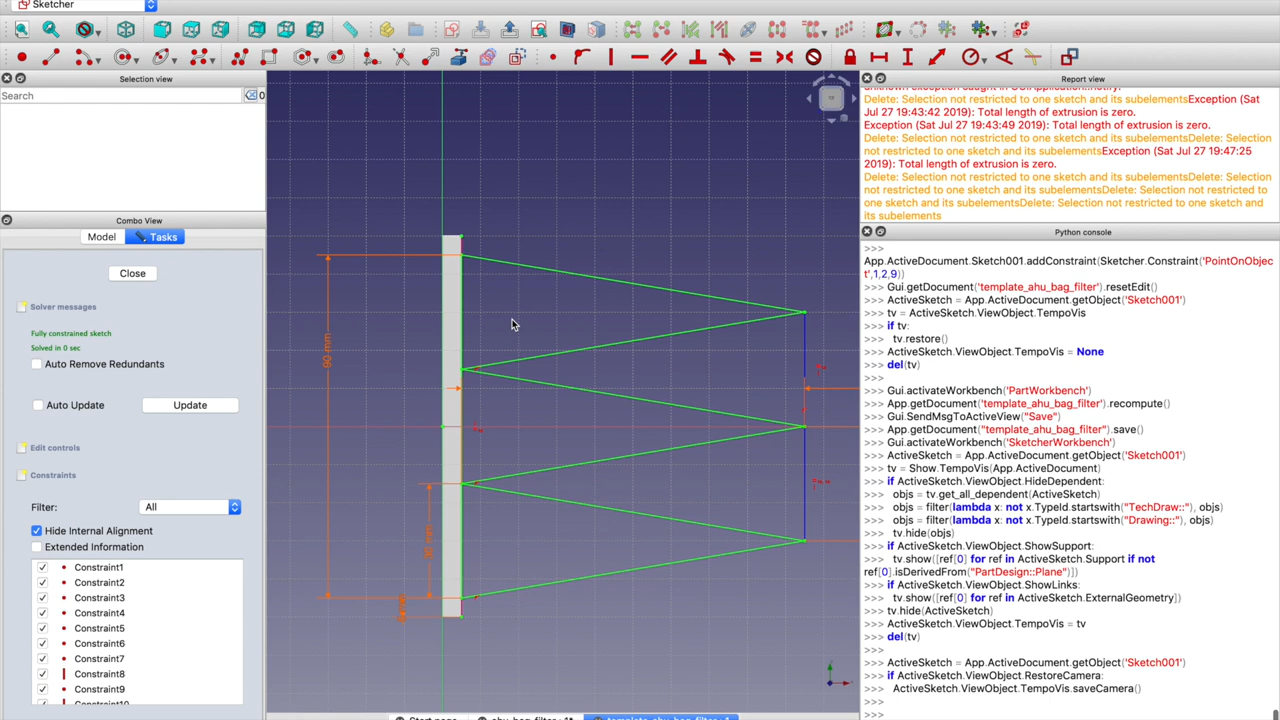 Sketcher
Selection view
Search
0
Combo View
Model
Tasks
Close
Solver messages
Fully constrained sketch
Solved in 0 sec
Auto Remove Redundants
Auto Update
Update
Edit controls
Constraints
Filter:
All
Hide Internal Alignment
Extended Information
Constraint1
Constraint2
Constraint3
Constraint4
Constraint5
Constraint6
Constraint7
Constraint8
Constraint9
Constraint10
90 mm
Report view
unknown exception caught in GUIApplication::notify.
Delete: Selection not restricted to one sketch and its subelementsException (Sat
Jul 27 19:43:42 2019): Total length of extrusion is zero.
Exception (Sat Jul 27 19:43:49 2019): Total length of extrusion is zero.
Delete: Selection not restricted to one sketch and its subelementsDelete: Selection
not restricted to one sketch and its subelementsException (Sat Jul 27 19:47:25
2019): Total length of extrusion is zero.
Delete: Selection not restricted to one sketch and its subelementsDelete: Selection
not restricted to one sketch and its subelementsDelete: Selection not restricted to
one sketch and its subelementsDelete: Selection not restricted to one sketch and
its subelements
Python console
>>>
App.ActiveDocument.Sketch001.addConstraint(Sketcher.Constraint('PointOnObjec
t',1,2,9))
>>> Gui.getDocument('template_ahu_bag_filter').resetEdit()
>>> ActiveSketch = App.ActiveDocument.getObject('Sketch001')
>>> tv = ActiveSketch.ViewObject.TempoVis
>>> if tv:
>>> tv.restore()
>>> ActiveSketch.ViewObject.TempoVis = None
>>> del(tv)
>>>
>>> Gui.activateWorkbench('PartWorkbench')
>>> App.getDocument('template_ahu_bag_filter').recompute()
>>> Gui.SendMsgToActiveView("Save")
>>> App.getDocument("template_ahu_bag_filter").save()
>>> Gui.activateWorkbench('SketcherWorkbench')
>>> ActiveSketch = App.ActiveDocument.getObject('Sketch001')
>>> tv = Show.TempoVis(App.ActiveDocument)
>>> if ActiveSketch.ViewObject.HideDependent:
>>> objs = tv.get_all_dependent(ActiveSketch)
>>> objs = filter(lambda x: not x.TypeId.startswith("TechDraw::"), objs)
>>> objs = filter(lambda x: not x.TypeId.startswith("Drawing::"), objs)
>>> tv.hide(objs)
>>> if ActiveSketch.ViewObject.ShowSupport:
>>> tv.show([ref[0] for ref in ActiveSketch.Support if not
ref[0].isDerivedFrom("PartDesign::Plane")])
>>> if ActiveSketch.ViewObject.ShowLinks:
>>> tv.show([ref[0] for ref in ActiveSketch.ExternalGeometry])
>>> tv.hide(ActiveSketch)
>>> ActiveSketch.ViewObject.TempoVis = tv
>>> del(tv)
>>>
>>> ActiveSketch = App.ActiveDocument.getObject('Sketch001')
>>> if ActiveSketch.ViewObject.RestoreCamera:
>>> ActiveSketch.ViewObject.TempoVis.saveCamera()
>>>
>>>
Start page